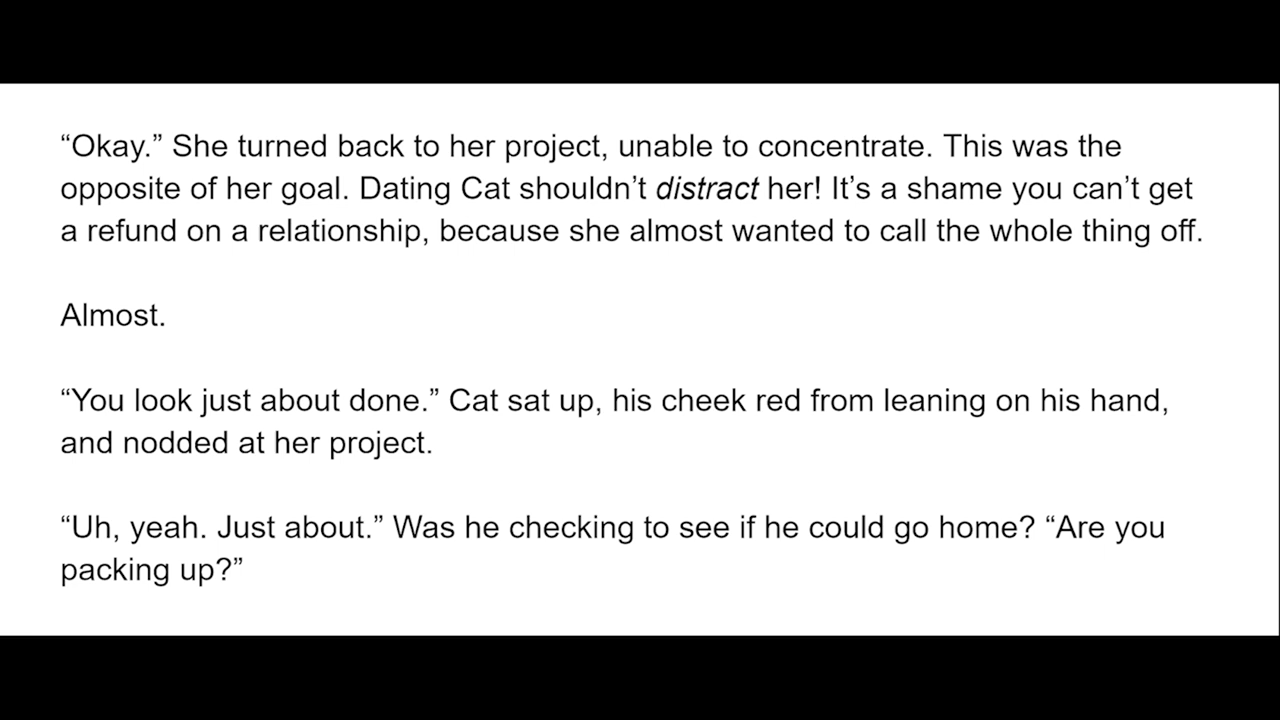 “Okay.” She turned back to her project, unable to concentrate. This was the
opposite of her goal. Dating Cat shouldn’t distract her! It’s a shame you can’t get
a refund on a relationship, because she almost wanted to call the whole thing off.
Almost.
“You look just about done.” Cat sat up, his cheek red from leaning on his hand,
and nodded at her project.
“Uh, yeah. Just about.” Was he checking to see if he could go home? “Are you
packing up?”